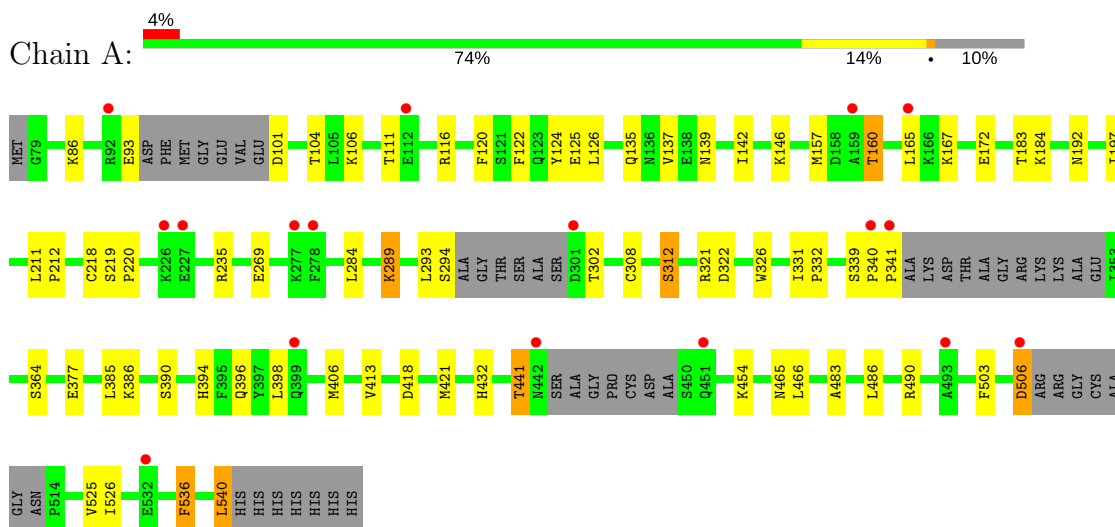 4%
Chain A:
74% 14% • 10%
MET G79 K86 R92 E93 ASP PHE MET GLY GLU VAL GLU D101 T104 L105 K106 T111 E112 R116 F120 S121 F122 Q123 Y124 E125 L126 Q135 N136 V137 E138 N139 I142 K146 M157 D158 A159 T160 L165 K166 K167 E172 T183 K184 N192
L211 P212 C218 S219 P220 K226 E227 R235 E269 K277 F278 L284 K289 L293 S294 ALA GLY THR SER ALA SER D301 T302 C308 S312 R321 D322 W326 I331 P332 S339 P340 P341 ALA LYS ASP THR ALA GLY ARG LYS LYS ALA GLU I353
S364 E377 L385 K386 S390 H394 F395 Q396 Y397 L398 Q399 M406 V413 D418 M421 H432 T441 N442 SER ALA GLY PRO CYS ASP ALA S450 Q451 K454 N465 L466 A483 L486 R490 A493 F503 D506 ARG ARG GLY CYS ALA
GLY ASN P514 V525 I526 E532 F536 L540 HIS HIS HIS HIS HIS HIS